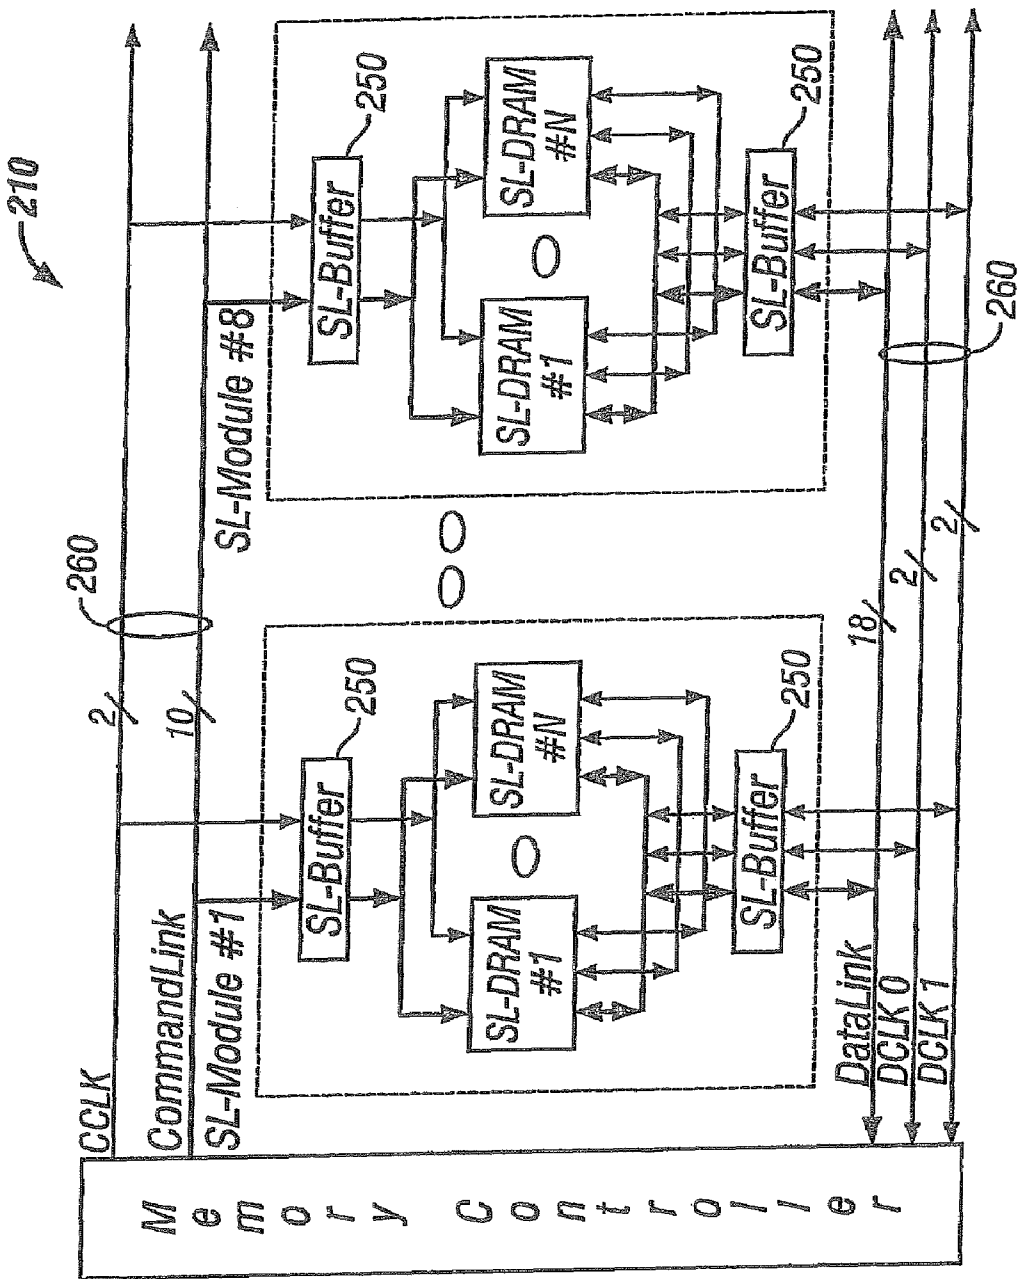 210
CCLK
2
260
CommandLink
10
SL-Module #1
SL-Module #8
SL-Buffer
250
SL-Buffer
250
SL-DRAM
#1
SL-DRAM
#N
SL-DRAM
#1
SL-DRAM
#N
SL-Buffer
250
SL-Buffer
250
DataLink
18
DCLK 0
2
DCLK 1
2
260
Memory Controller